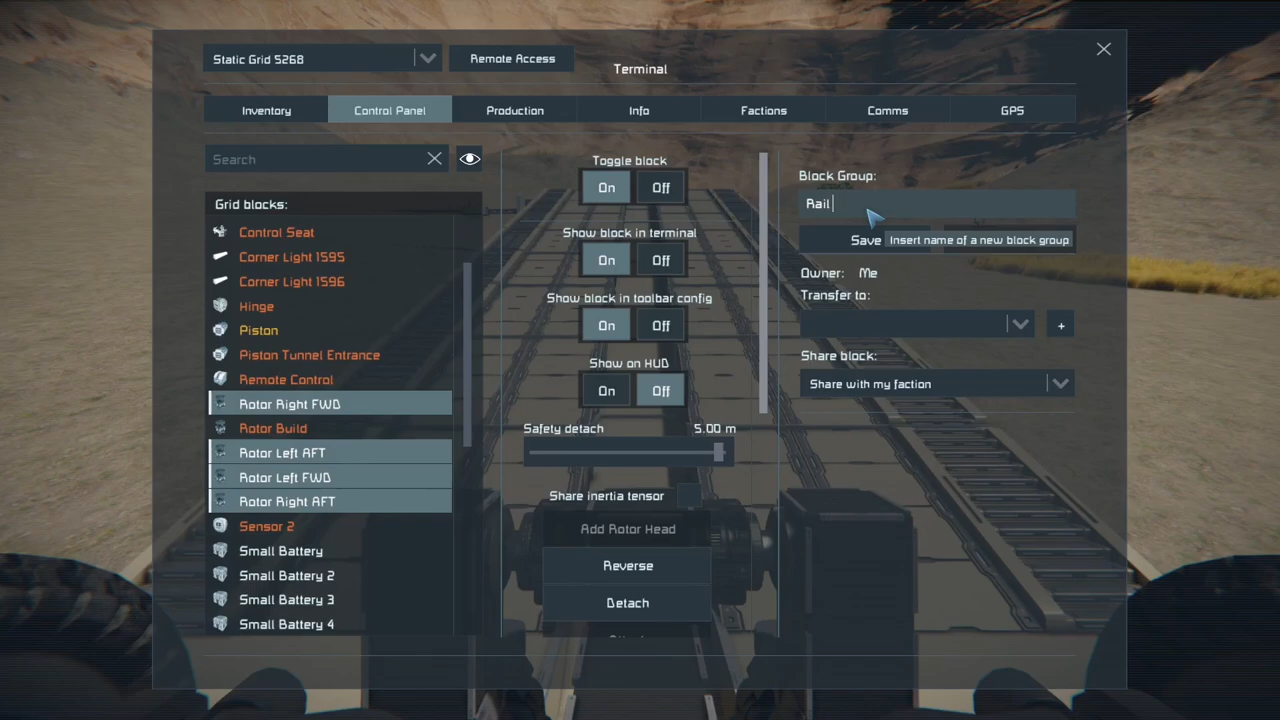 Static Grid 5268
Remote Access
Terminal
Inventory
Control Panel
Production
Info
Factions
Comms
GPS
Search
Grid blocks:
Control Seat
Corner Light 1595
Corner Light 1596
Hinge
Piston
Piston Tunnel Entrance
Remote Control
Rotor Right FWD
Rotor Build
Rotor Left AFT
Rotor Left FWD
Rotor Right AFT
Sensor 2
Small Battery
Small Battery 2
Small Battery 3
Small Battery 4
Toggle block
On Off
Show block in terminal
On Off
Show block in toolbar config
On Off
Show on HUD
On Off
Safety detach 5.00 m
Share inertia tensor
Add Rotor Head
Reverse
Detach
Block Group:
Rail
Save
Insert name of a new block group
Owner: Me
Transfer to:
+
Share block:
Share with my faction